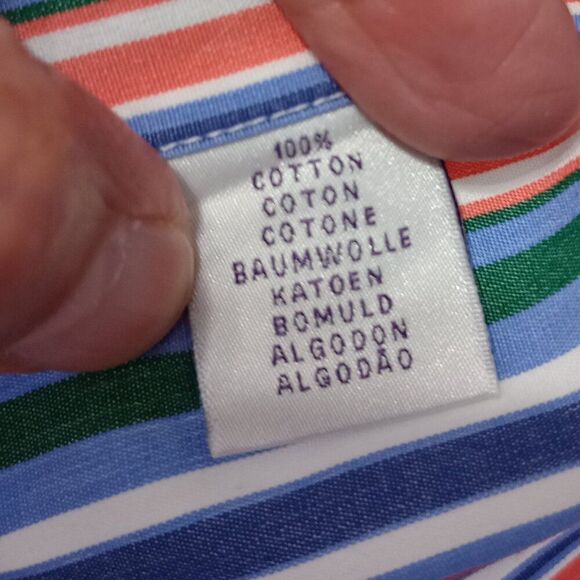 100%
COTTON
COTON
COTONE
BAUMWOLLE
KATOEN
BOMULD
ALGODON
ALGODÃO